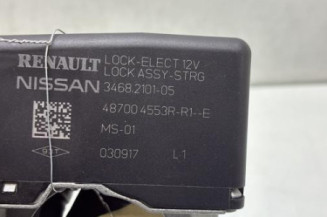 RENAULT LOCK-ELECT 12V
NISSAN LOCK ASSY-STRG
3468.2101-05
48700 4553R-R1--E
MS-01
030917 L1